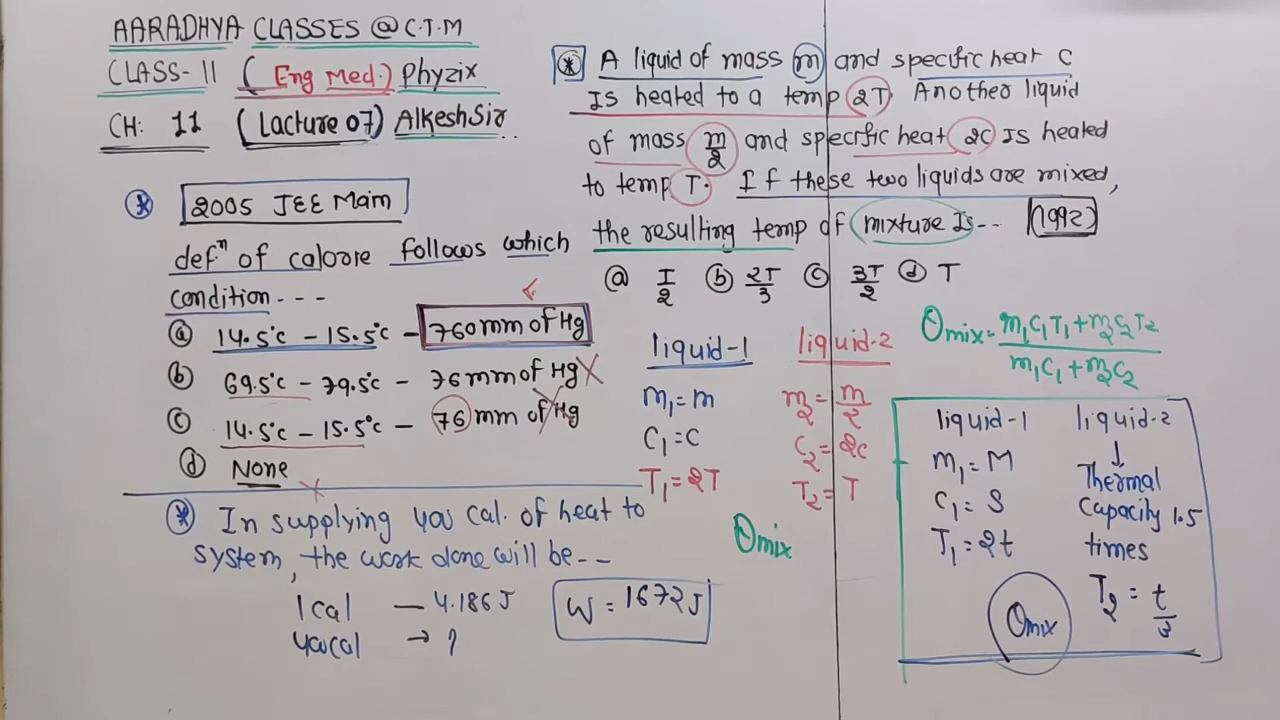 AARADHYA CLASSES @ C.T.M
CLASS-11 (Eng Med.) Phyzix
CH: 11 (Lacture 07) AlkeshSir
* 2005 JEE Main
defⁿ of calorie follows which
condition - - -
ⓐ 14.5°C - 15.5°C - 760 mm of Hg
ⓑ 69.5°C - 79.5°C - 76 mm of Hg
ⓒ 14.5°C - 15.5°C - 76 mm of Hg
ⓓ None
* In supplying 400 Cal. of heat to
system, the work done will be --
1 cal — 4.186 J
400 cal → ?
W = 1672 J
* A liquid of mass m and specific heat C
Is heated to a temp 2T. Another liquid
of mass m/2 and specific heat 2C Is heated
to temp T. If these two liquids are mixed,
the resulting temp of mixture Is -- (1992)
ⓐ T/2 ⓑ 2T/3 ⓒ 3T/2 ⓓ T
liquid-1 liquid-2
m₁ = m m₂ = m/2
C₁ = C C₂ = 2C
T₁ = 2T T₂ = T
θmix
θmix = m₁C₁T₁ + m₂C₂T₂ / m₁C₁ + m₂C₂
liquid-1 liquid-2
m₁ = M ↓
C₁ = S Thermal
T₁ = 2t Capacity 1.5
times
T₂ = t/3
θmix